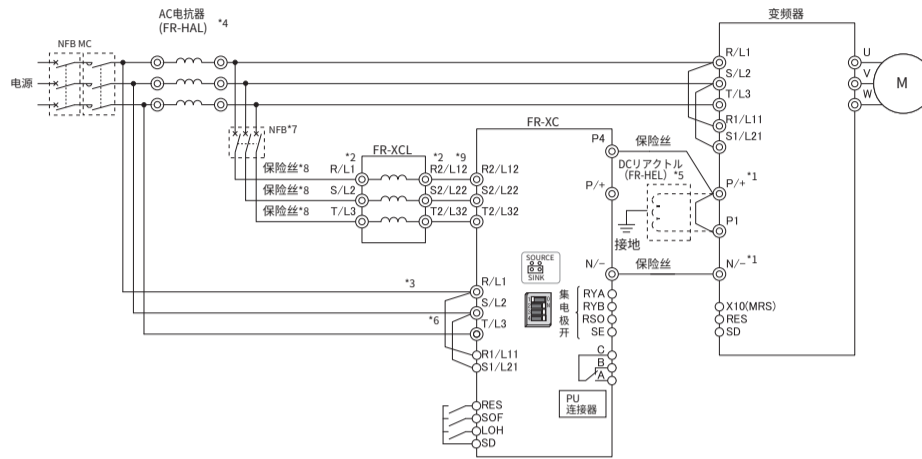 AC电抗器
(FR-HAL) *4
NFB MC
电源
变频器
R/L1
S/L2
T/L3
R1/L11
S1/L21
U
V
W
M
NFB*7
FR-XCL
FR-XC
保险丝*8
保险丝*8
保险丝*8
*2
R/L1
S/L2
T/L3
*2 *9
R2/L12
S2/L22
T2/L32
R2/L12
S2/L22
T2/L32
P4
P/+
N/-
保险丝
DCリアクトル
(FR-HEL) *5
接地
保险丝
P/+*1
P1
N/-*1
X10(MRS)
RES
SD
*3
*6
R/L1
S/L2
T/L3
R1/L11
S1/L21
SOURCE
SINK
集
电
极
开
RYA
RYB
RSO
SE
C
B
A
PU
连接器
RES
SOF
LOH
SD